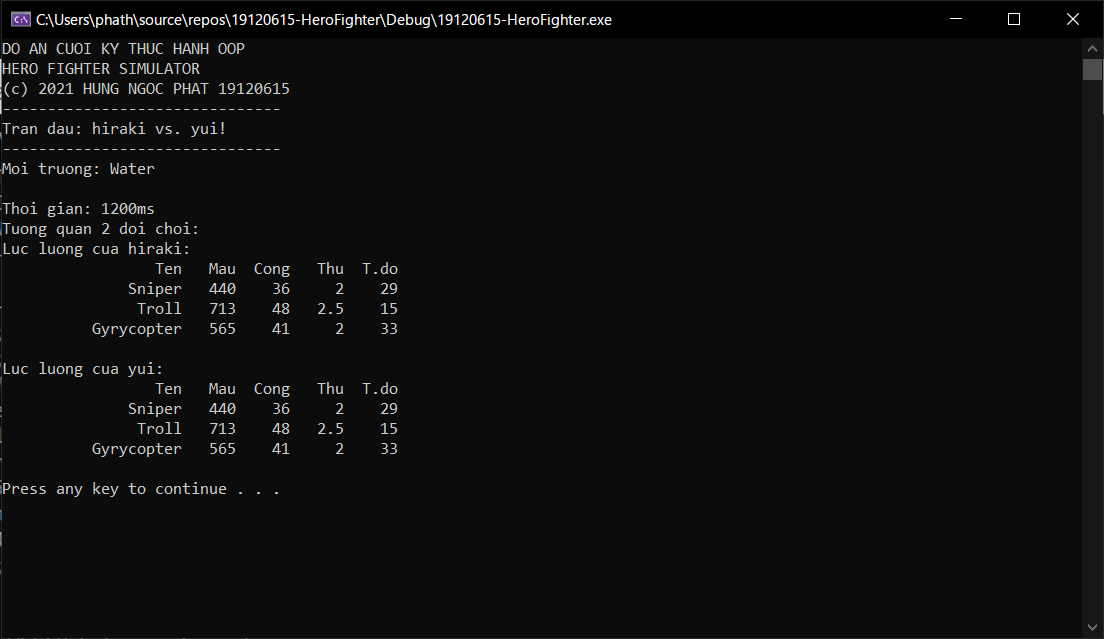 C:\Users\phath\source\repos\19120615-HeroFighter\Debug\19120615-HeroFighter.exe
DO AN CUOI KY THUC HANH OOP
HERO FIGHTER SIMULATOR
(c) 2021 HUNG NGOC PHAT 19120615
-------------------------------
Tran dau: hiraki vs. yui!
-------------------------------
Moi truong: Water
Thoi gian: 1200ms
Tuong quan 2 doi choi:
Luc luong cua hiraki:
Ten Mau Cong Thu T.do
Sniper 440 36 2 29
Troll 713 48 2.5 15
Gyrycopter 565 41 2 33
Luc luong cua yui:
Ten Mau Cong Thu T.do
Sniper 440 36 2 29
Troll 713 48 2.5 15
Gyrycopter 565 41 2 33
Press any key to continue . . .